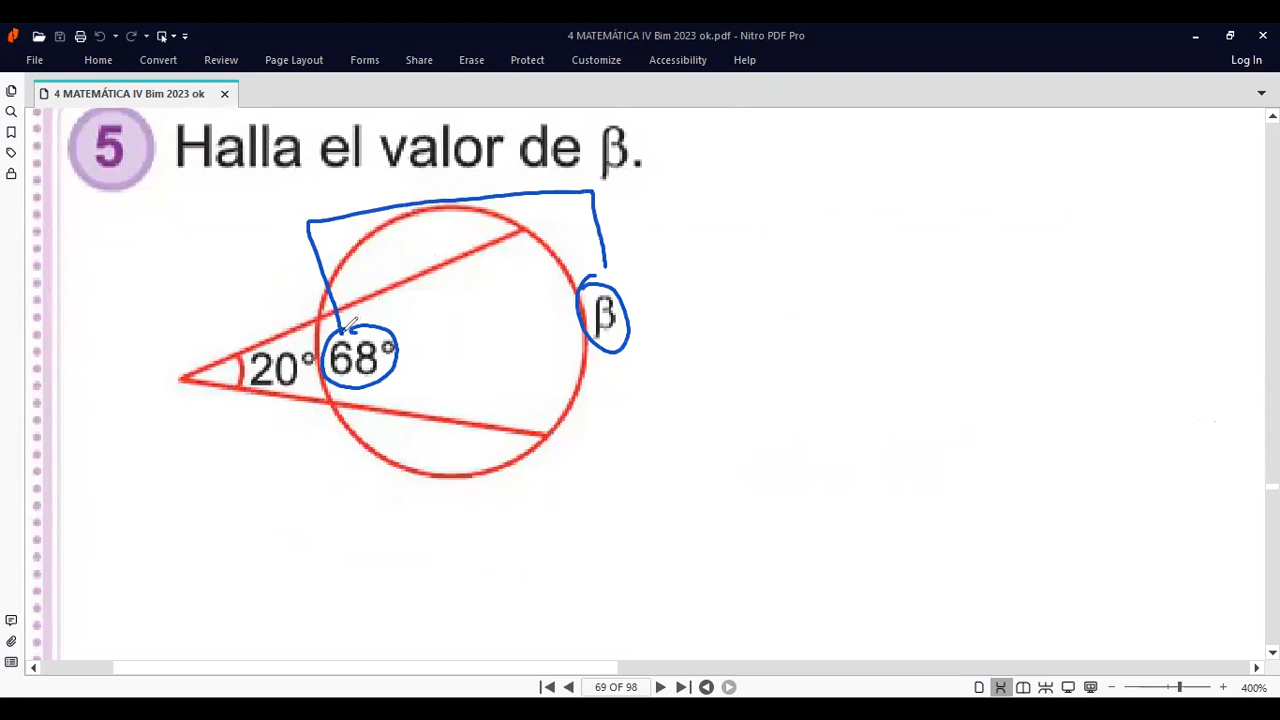 4 MATEMÁTICA IV Bim 2023 ok.pdf - Nitro PDF Pro
File Home Convert Review Page Layout Forms Share Erase Protect Customize Accessibility Help Log In
4 MATEMÁTICA IV Bim 2023 ok
5 Halla el valor de β.
β
20° 68°
69 OF 98
400%